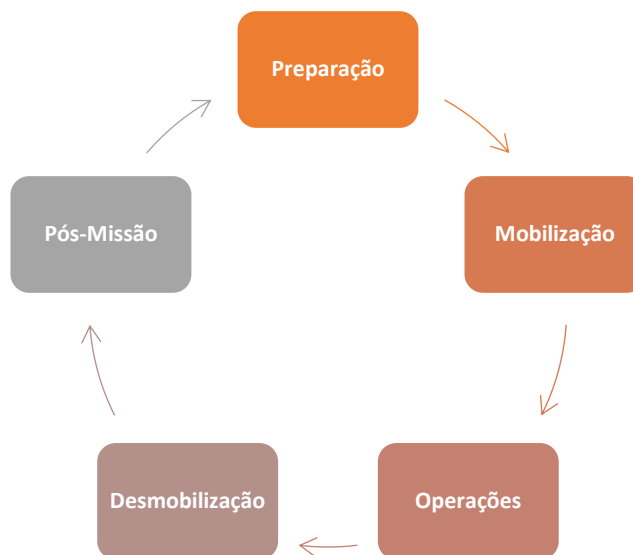 Preparação
Mobilização
Operações
Desmobilização
Pós-Missão